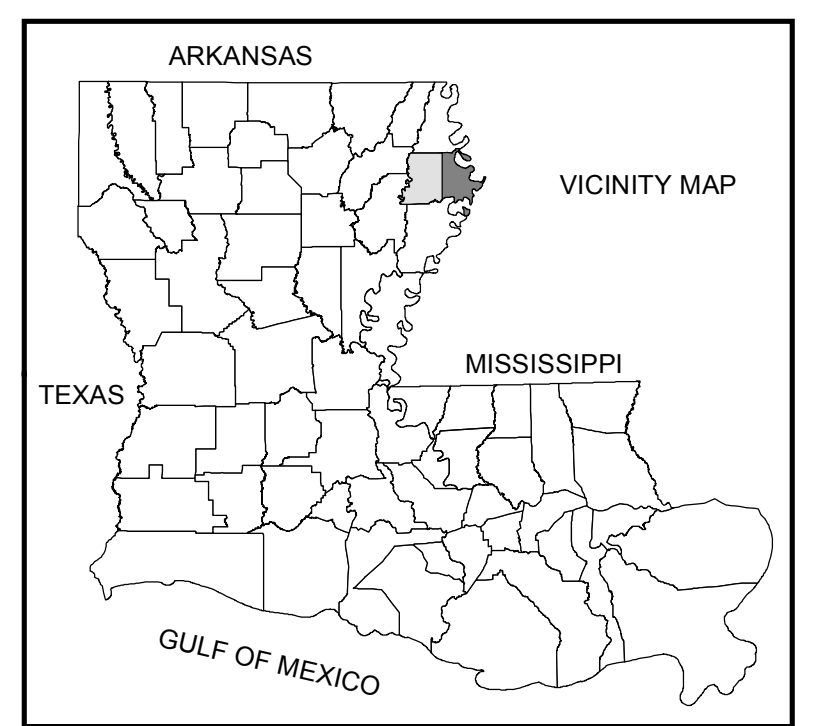 ARKANSAS
VICINITY MAP
MISSISSIPPI
TEXAS
GULF OF MEXICO